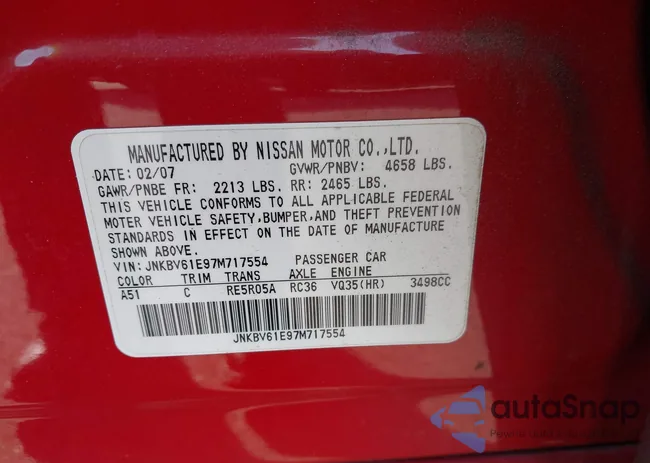 MANUFACTURED BY NISSAN MOTOR CO.,LTD.
DATE: 02/07 GVWR/PNBV: 4658 LBS.
GAWR/PNBE FR: 2213 LBS. RR: 2465 LBS.
THIS VEHICLE CONFORMS TO ALL APPLICABLE FEDERAL
MOTOR VEHICLE SAFETY,BUMPER,AND THEFT PREVENTION
STANDARDS IN EFFECT ON THE DATE OF MANUFACTURE
SHOWN ABOVE.
VIN: JNKBV61E97M717554 PASSENGER CAR
COLOR TRIM TRANS AXLE ENGINE
A51 C RE5R05A RC36 VQ35(HR) 3498CC
JNKBV61E97M717554
autoSnap